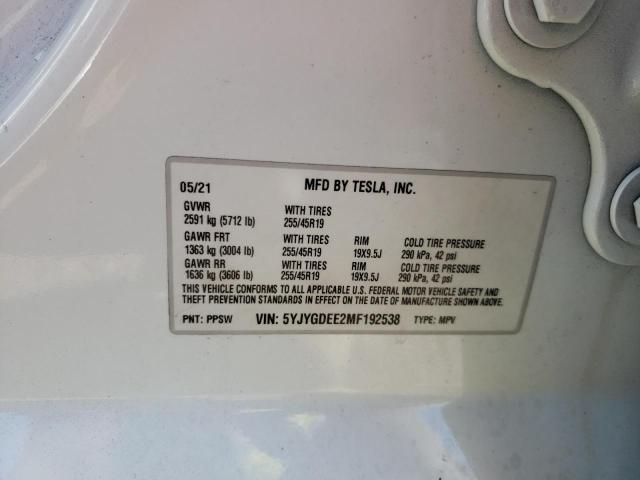 05/21 MFD BY TESLA, INC.
GVWR WITH TIRES
2591 kg (5712 lb) 255/45R19
GAWR FRT WITH TIRES RIM COLD TIRE PRESSURE
1363 kg (3004 lb) 255/45R19 19X9.5J 290 kPa, 42 psi
GAWR RR WITH TIRES RIM COLD TIRE PRESSURE
1636 kg (3606 lb) 255/45R19 19X9.5J 290 kPa, 42 psi
THIS VEHICLE CONFORMS TO ALL APPLICABLE U.S. FEDERAL MOTOR VEHICLE SAFETY AND
THEFT PREVENTION STANDARDS IN EFFECT ON THE DATE OF MANUFACTURE SHOWN ABOVE.
PNT: PPSW VIN: 5YJYGDEE2MF192538 TYPE: MPV